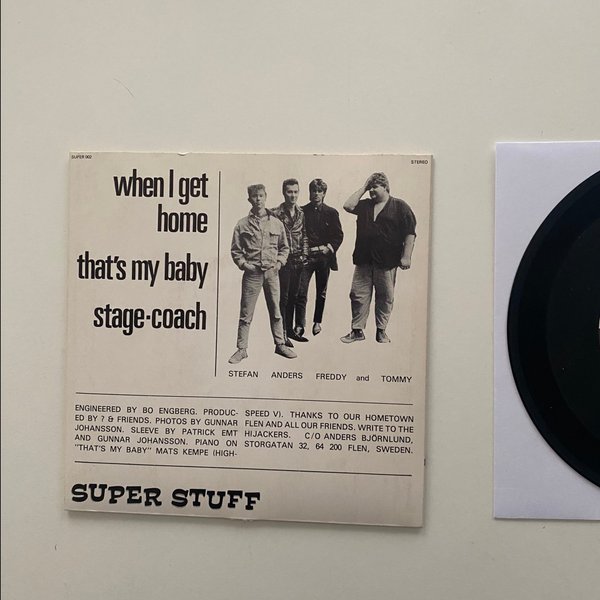 SUPER 002
STEREO
when I get
home
that's my baby
stage-coach
STEFAN ANDERS FREDDY and TOMMY
ENGINEERED BY BO ENGBERG. PRODUC-
ED BY ? & FRIENDS. PHOTOS BY GUNNAR
JOHANSSON. SLEEVE BY PATRICK EMT
AND GUNNAR JOHANSSON. PIANO ON
"THAT'S MY BABY" MATS KEMPE (HIGH-
SPEED V). THANKS TO OUR HOMETOWN
FLEN AND ALL OUR FRIENDS. WRITE TO THE
HIJACKERS. C/O ANDERS BJÖRNLUND,
STORGATAN 32, 64 200 FLEN, SWEDEN.
SUPER STUFF